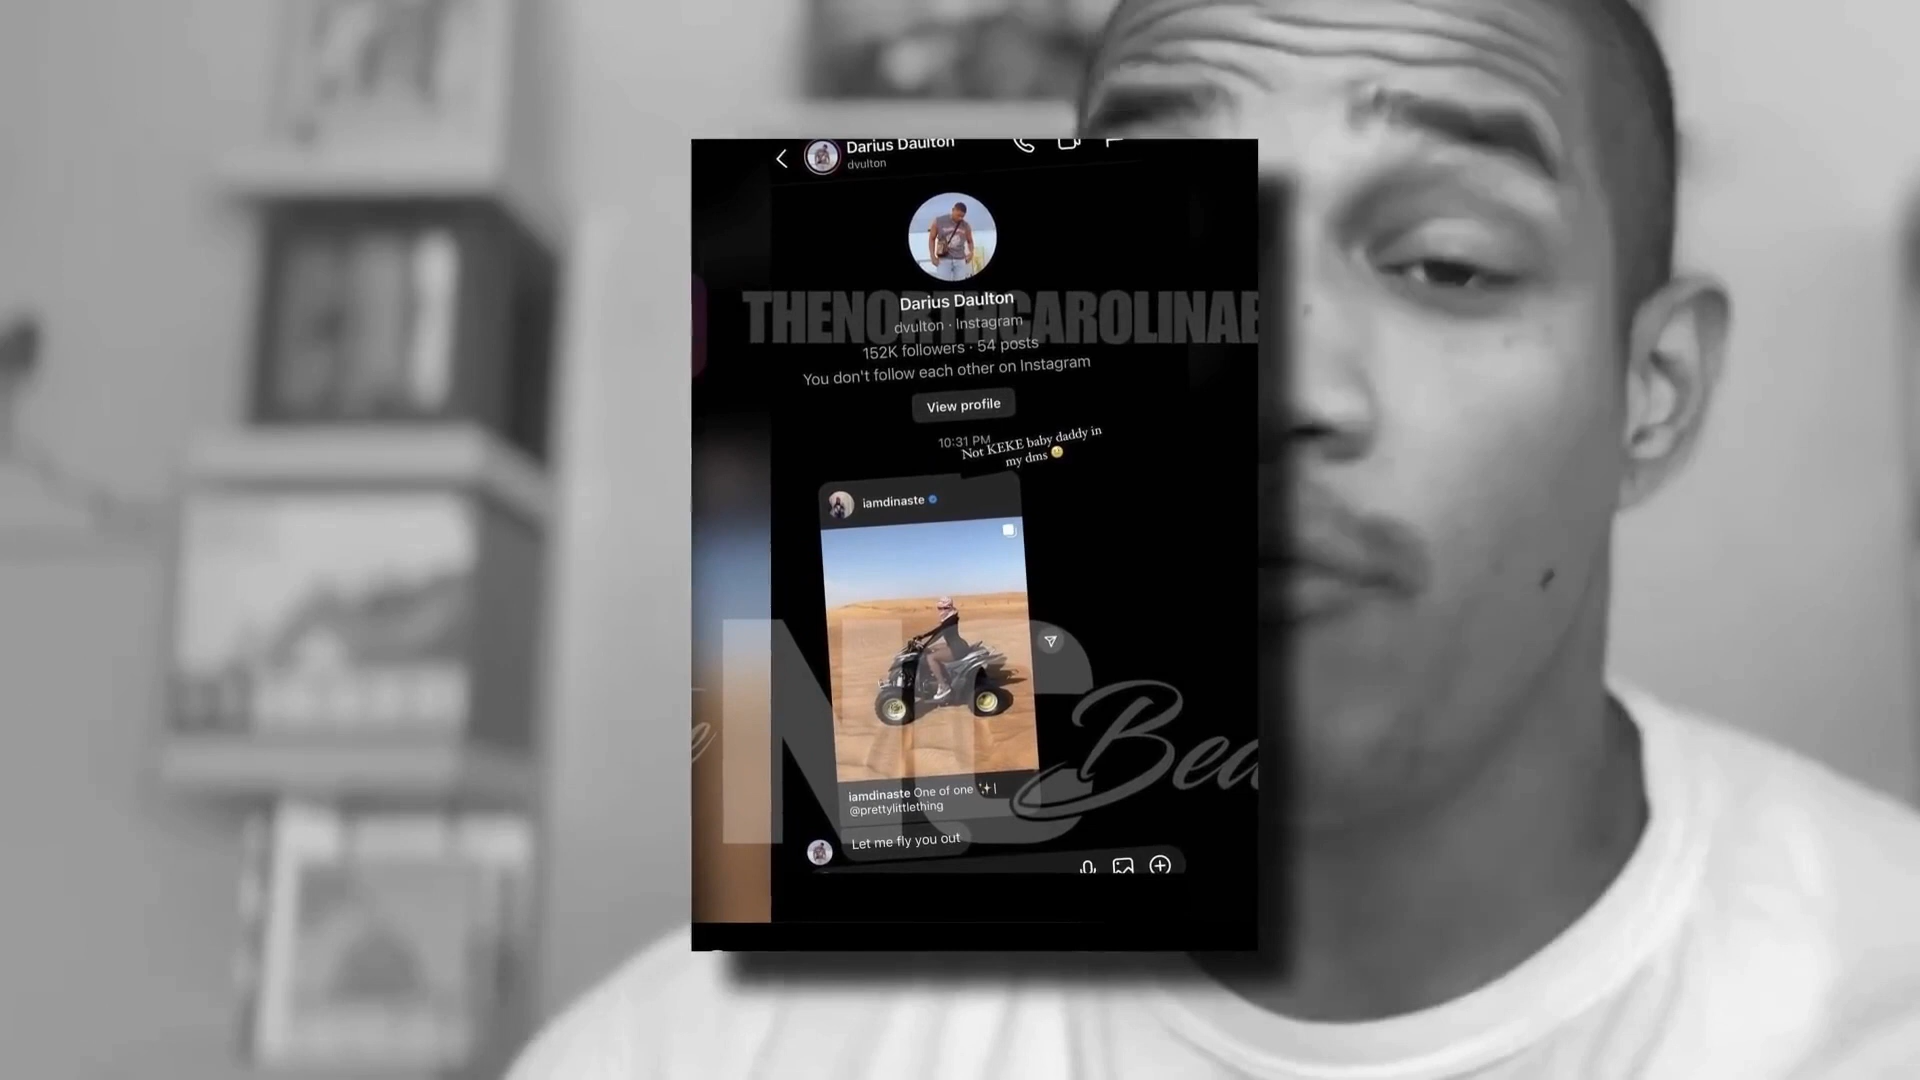 Darius Daulton
dvulton
Darius Daulton
THENORTHCAROLINAB
dvulton · Instagram
152K followers · 54 posts
You don't follow each other on Instagram
View profile
10:31 PM
Not KEKE baby daddy in
my dms 🥴
iamdinaste
NC
Bea
iamdinaste One of one ✨|
@prettylittlething
Let me fly you out